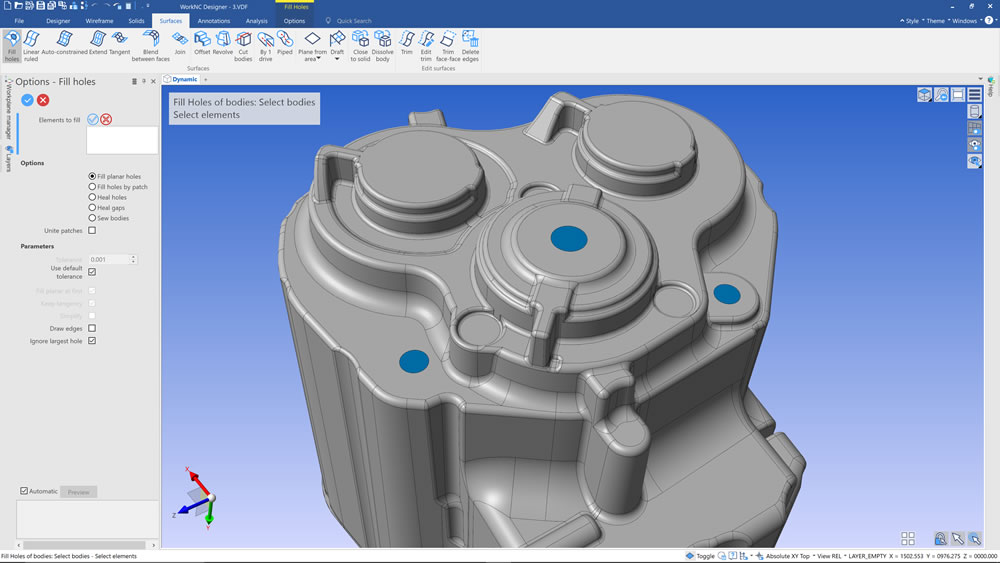 WorkNC Designer - 3.VDF
Fill Holes
File Designer Wireframe Solids Surfaces Annotations Analysis Options Quick Search
Style Theme Windows
Fill holes
Linear ruled
Auto-constrained
Extend
Tangent
Blend between faces
Join
Offset
Revolve
Cut bodies
By 1 drive
Piped
Plane from area
Draft
Close to solid
Dissolve body
Trim
Edit trim
Trim face-face
Delete edges
Surfaces
Edit surfaces
Workplane manager
Layers
Options - Fill holes
Elements to fill
Options
Fill planar holes
Fill holes by patch
Heal holes
Heal gaps
Sew bodies
Unite patches
Parameters
Tolerance 0.001
Use default
tolerance
Fill planar at first
Keep tangency
Simplify
Draw edges
Ignore largest hole
Automatic Preview
Dynamic +
Fill Holes of bodies: Select bodies
Select elements
Help
X
Z
Y
Fill Holes of bodies: Select bodies - Select elements
Toggle Absolute XY Top View REL LAYER_EMPTY X = 1502.553 Y = 0976.275 Z = 0000.000